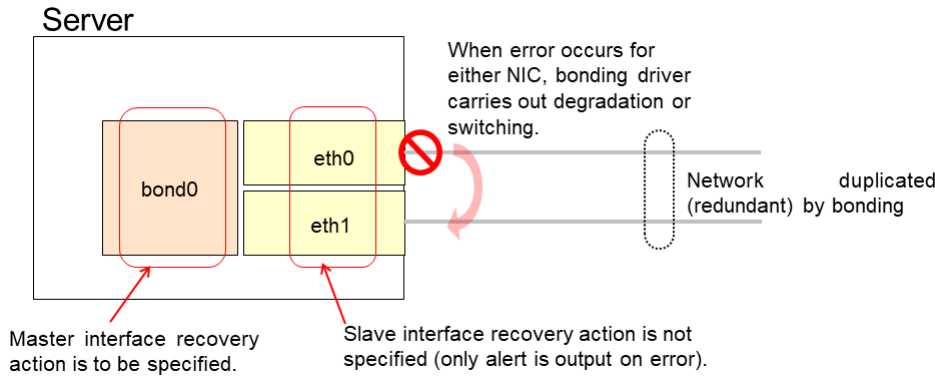 Server
When error occurs for
either NIC, bonding driver
carries out degradation or
switching.
eth0
bond0
eth1
Network duplicated
(redundant) by bonding
Master interface recovery
action is to be specified.
Slave interface recovery action is not
specified (only alert is output on error).